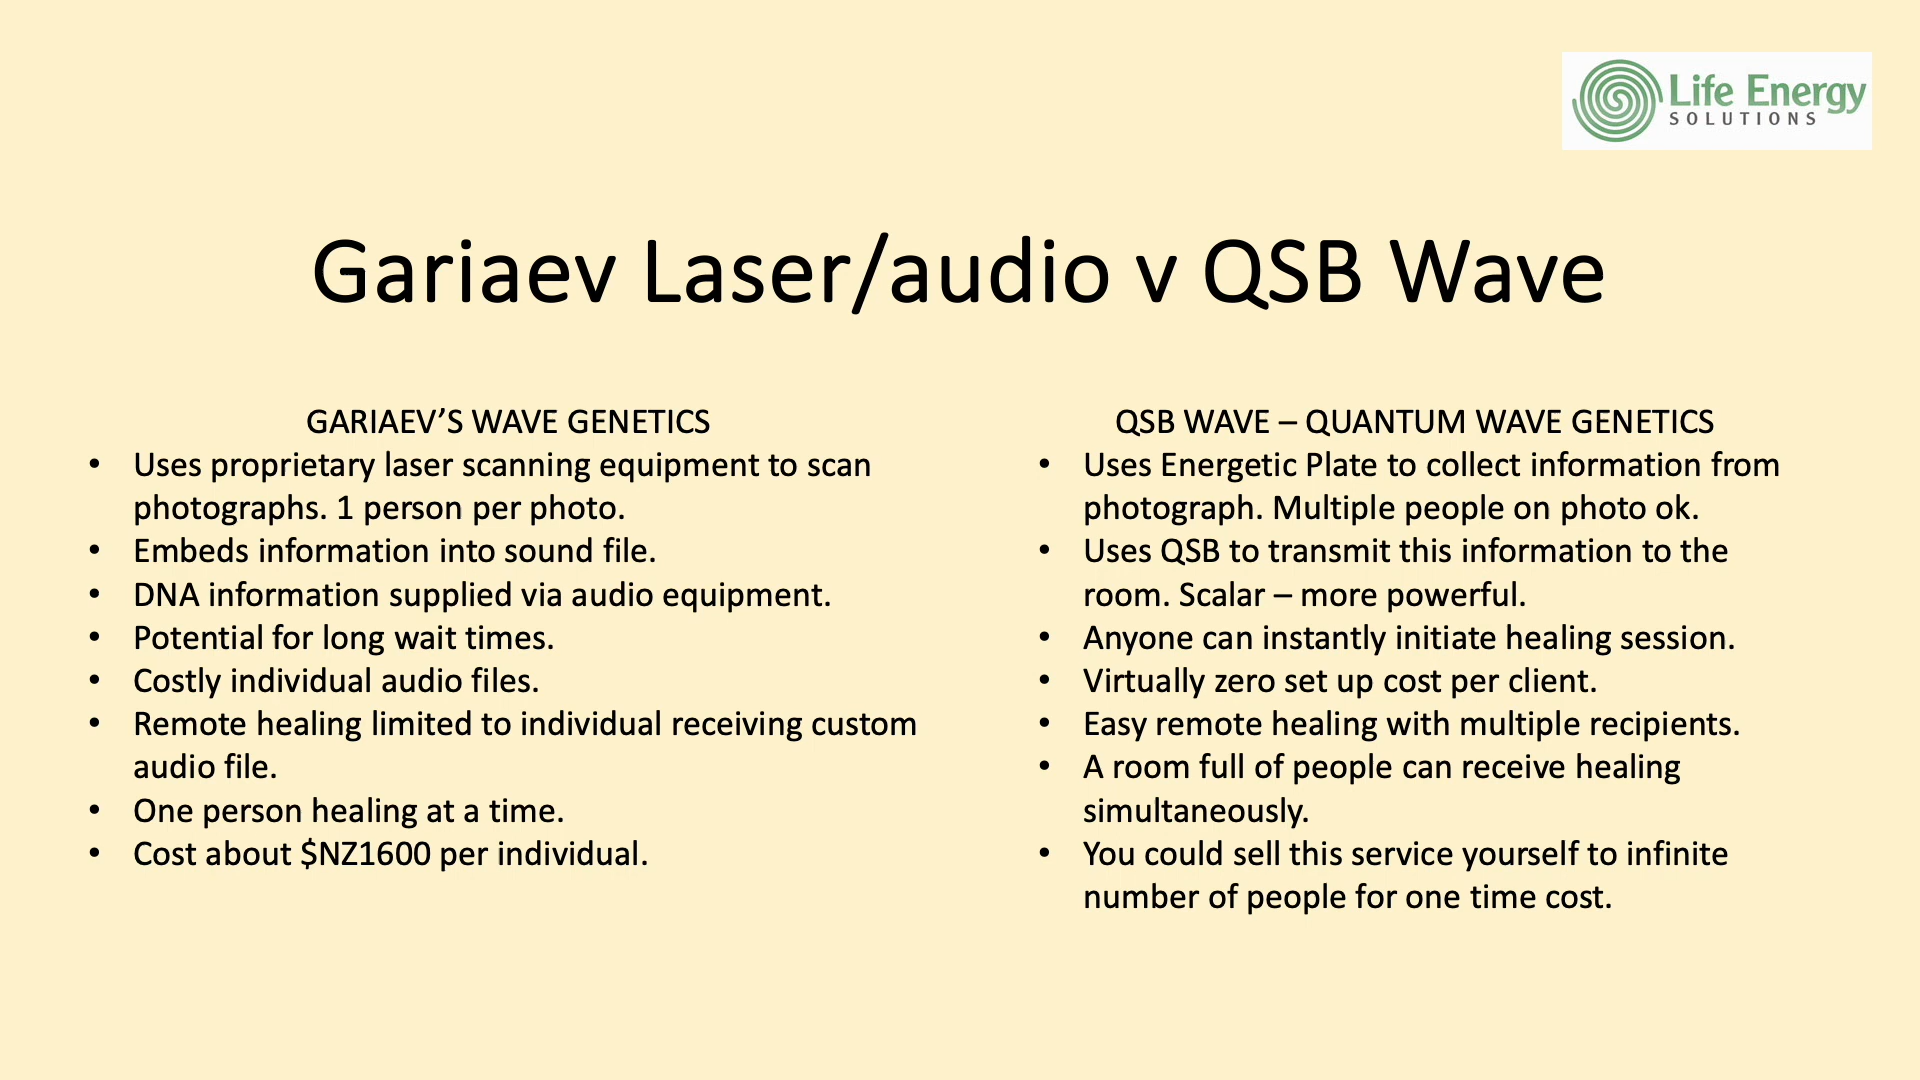 Life Energy
SOLUTIONS
Gariaev Laser/audio v QSB Wave
GARIAEV’S WAVE GENETICS
• Uses proprietary laser scanning equipment to scan
photographs. 1 person per photo.
• Embeds information into sound file.
• DNA information supplied via audio equipment.
• Potential for long wait times.
• Costly individual audio files.
• Remote healing limited to individual receiving custom
audio file.
• One person healing at a time.
• Cost about $NZ1600 per individual.
QSB WAVE – QUANTUM WAVE GENETICS
• Uses Energetic Plate to collect information from
photograph. Multiple people on photo ok.
• Uses QSB to transmit this information to the
room. Scalar – more powerful.
• Anyone can instantly initiate healing session.
• Virtually zero set up cost per client.
• Easy remote healing with multiple recipients.
• A room full of people can receive healing
simultaneously.
• You could sell this service yourself to infinite
number of people for one time cost.